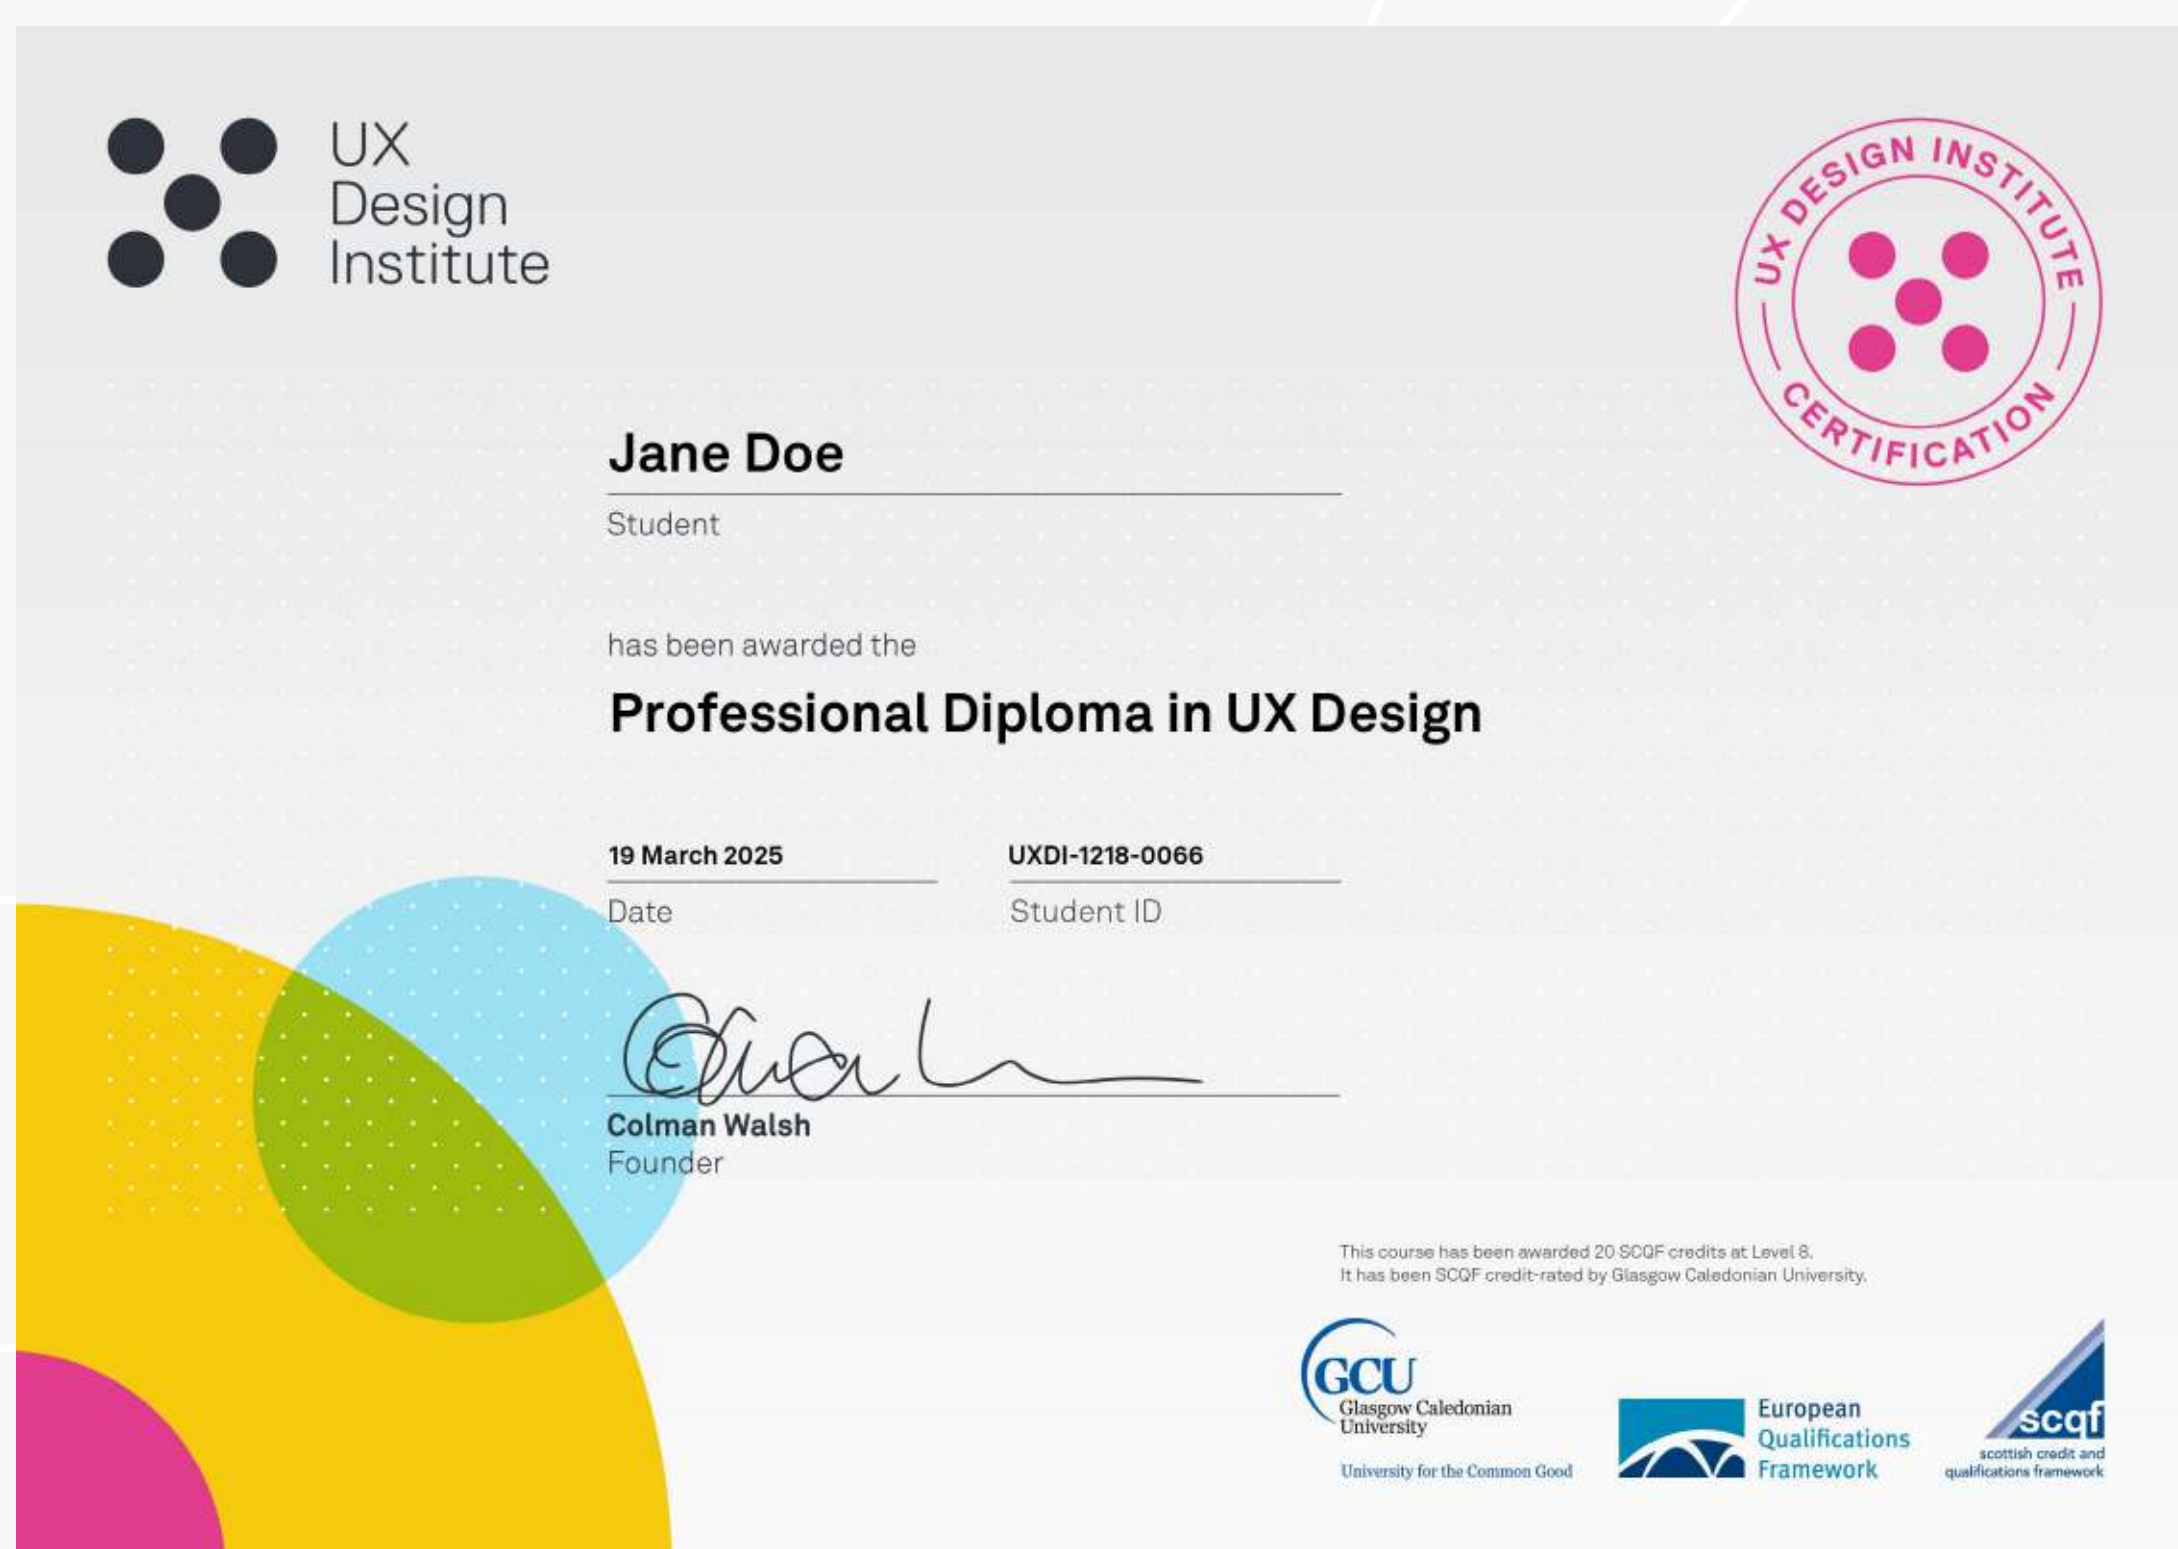 UX
Design
Institute
UX DESIGN INSTITUTE
CERTIFICATION
Jane Doe
Student
has been awarded the
Professional Diploma in UX Design
19 March 2025
Date
UXDI-1218-0066
Student ID
Colman Walsh
Founder
This course has been awarded 20 SCQF credits at Level 8.
It has been SCQF credit-rated by Glasgow Caledonian University.
GCU
Glasgow Caledonian
University
University for the Common Good
European
Qualifications
Framework
scqf
scottish credit and
qualifications framework